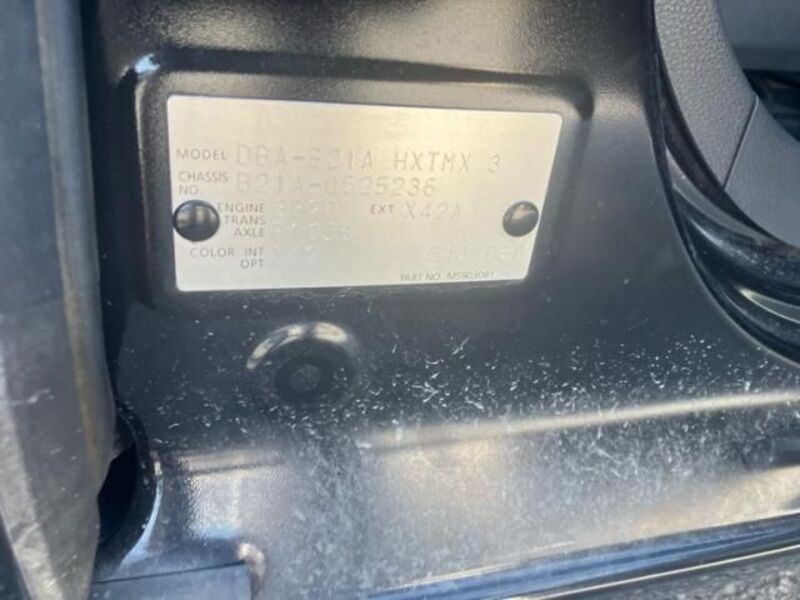 MODEL DBA-B21A HXTMX 3
CHASSIS NO. B21A-0525236
ENGINE 3B20 EXT X42A
TRANS
AXLE
COLOR, INT
OPT
PART NO. MS903081